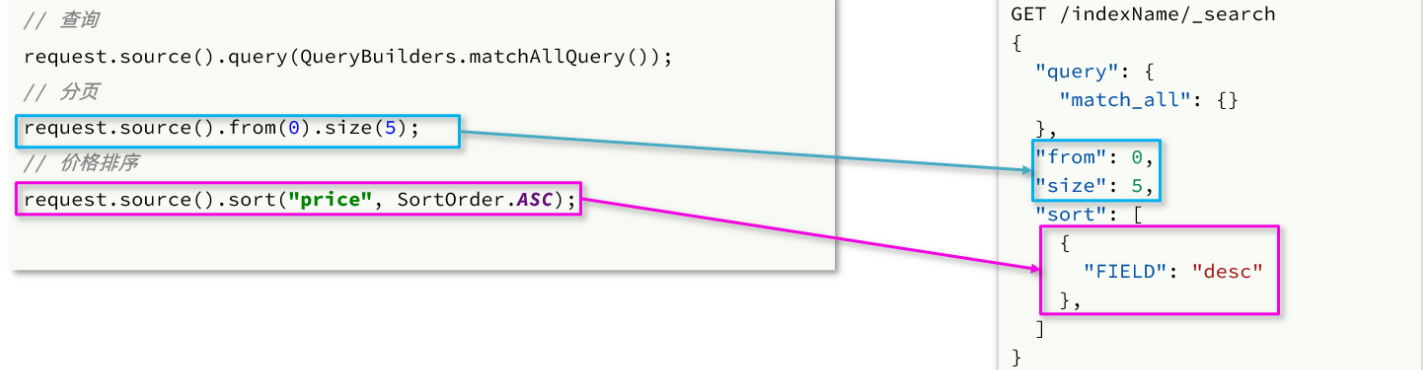 // 查询
request.source().query(QueryBuilders.matchAllQuery());
// 分页
request.source().from(0).size(5);
// 价格排序
request.source().sort("price", SortOrder.ASC);
GET /indexName/_search
{
  "query": {
    "match_all": {}
  },
  "from": 0,
  "size": 5,
  "sort": [
    {
      "FIELD": "desc"
    },
  ]
}